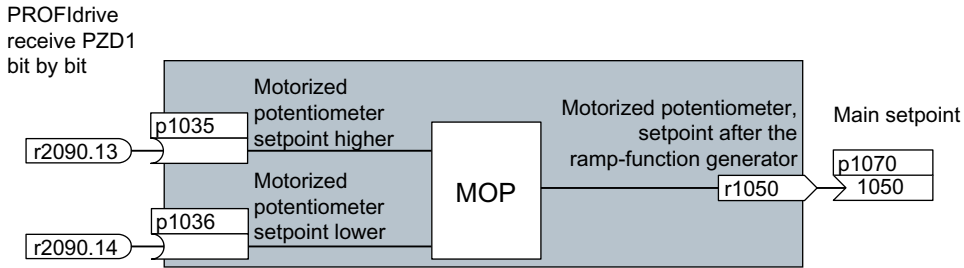 PROFIdrive
receive PZD1
bit by bit
Motorized
potentiometer
setpoint higher
p1035
r2090.13
Motorized
potentiometer
setpoint lower
p1036
r2090.14
MOP
Motorized potentiometer,
setpoint after the
ramp-function generator
r1050
Main setpoint
p1070
1050